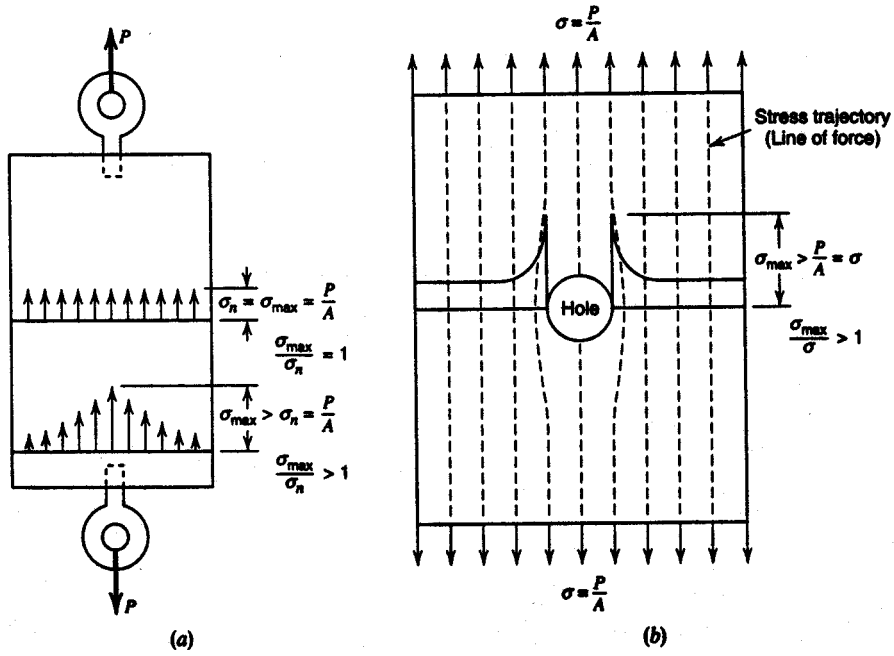 P
σₙ = σmax = P/A
σmax/σₙ = 1
σmax > σₙ = P/A
σmax/σₙ > 1
P
(a)
σ = P/A
Stress trajectory
(Line of force)
σmax > P/A = σ
Hole
σmax/σ > 1
σ = P/A
(b)